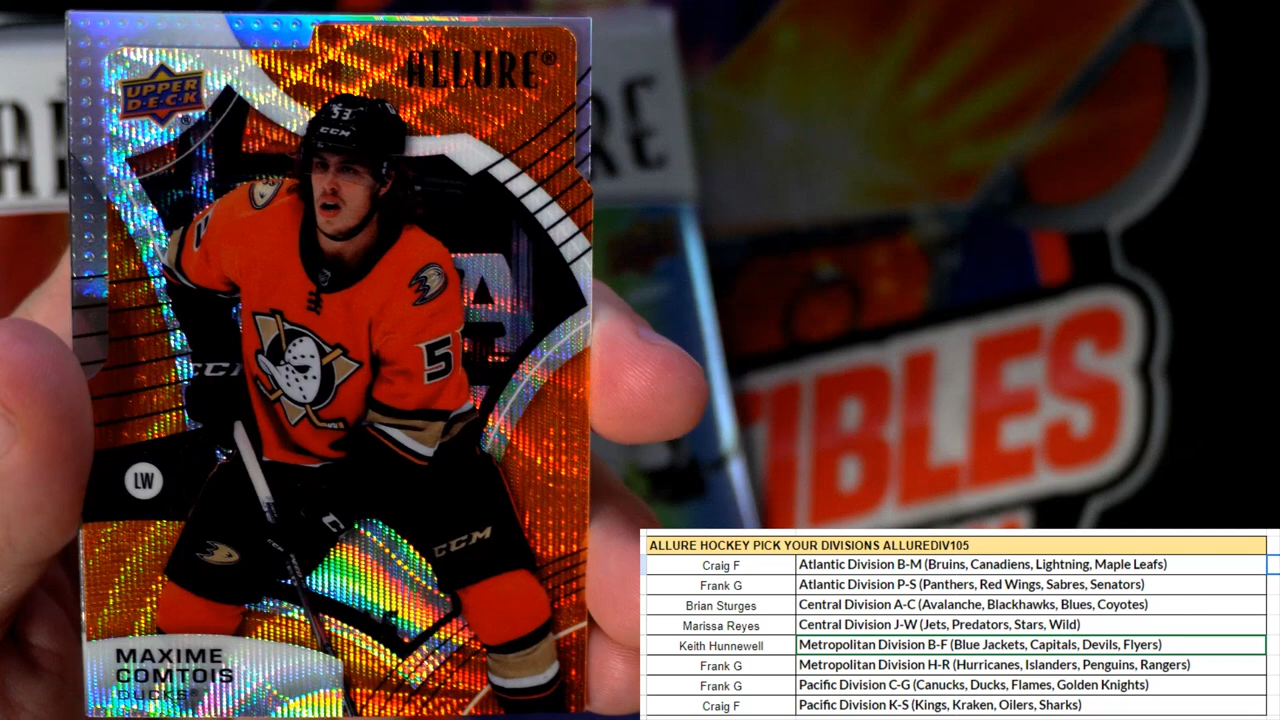 ALLURE®
UPPER
D·E·C·K
®
53
CCM
5
CCM
LW
CCM
MAXIME
COMTOIS
DUCKS®
RE
IBLES
ALLURE HOCKEY PICK YOUR DIVISIONS ALLUREDIV105
Craig F Atlantic Division B-M (Bruins, Canadiens, Lightning, Maple Leafs)
Frank G Atlantic Division P-S (Panthers, Red Wings, Sabres, Senators)
Brian Sturges Central Division A-C (Avalanche, Blackhawks, Blues, Coyotes)
Marissa Reyes Central Division J-W (Jets, Predators, Stars, Wild)
Keith Hunnewell Metropolitan Division B-F (Blue Jackets, Capitals, Devils, Flyers)
Frank G Metropolitan Division H-R (Hurricanes, Islanders, Penguins, Rangers)
Frank G Pacific Division C-G (Canucks, Ducks, Flames, Golden Knights)
Craig F Pacific Division K-S (Kings, Kraken, Oilers, Sharks)